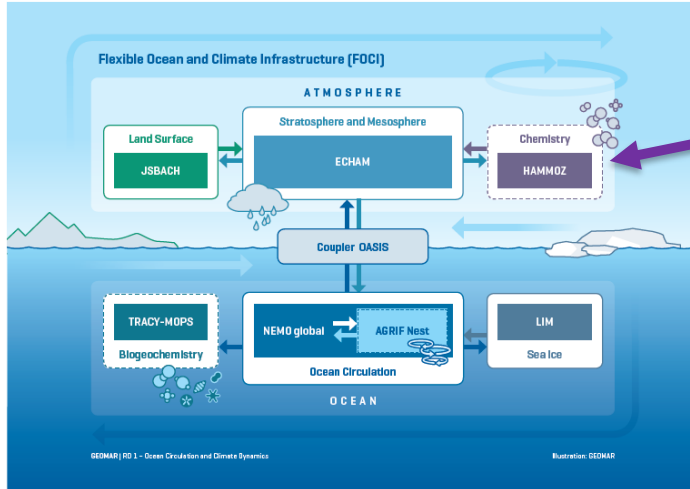 Flexible Ocean and Climate Infrastructure (FOCI)
ATMOSPHERE
Land Surface
JSBACH
Stratosphere and Mesosphere
ECHAM
Chemistry
HAMMOZ
Coupler OASIS
TRACY-MOPS
Biogeochemistry
NEMO global
AGRIF Nest
Ocean Circulation
LIM
Sea Ice
OCEAN
GEOMAR | RD 1 – Ocean Circulation and Climate Dynamics
Illustration: GEOMAR